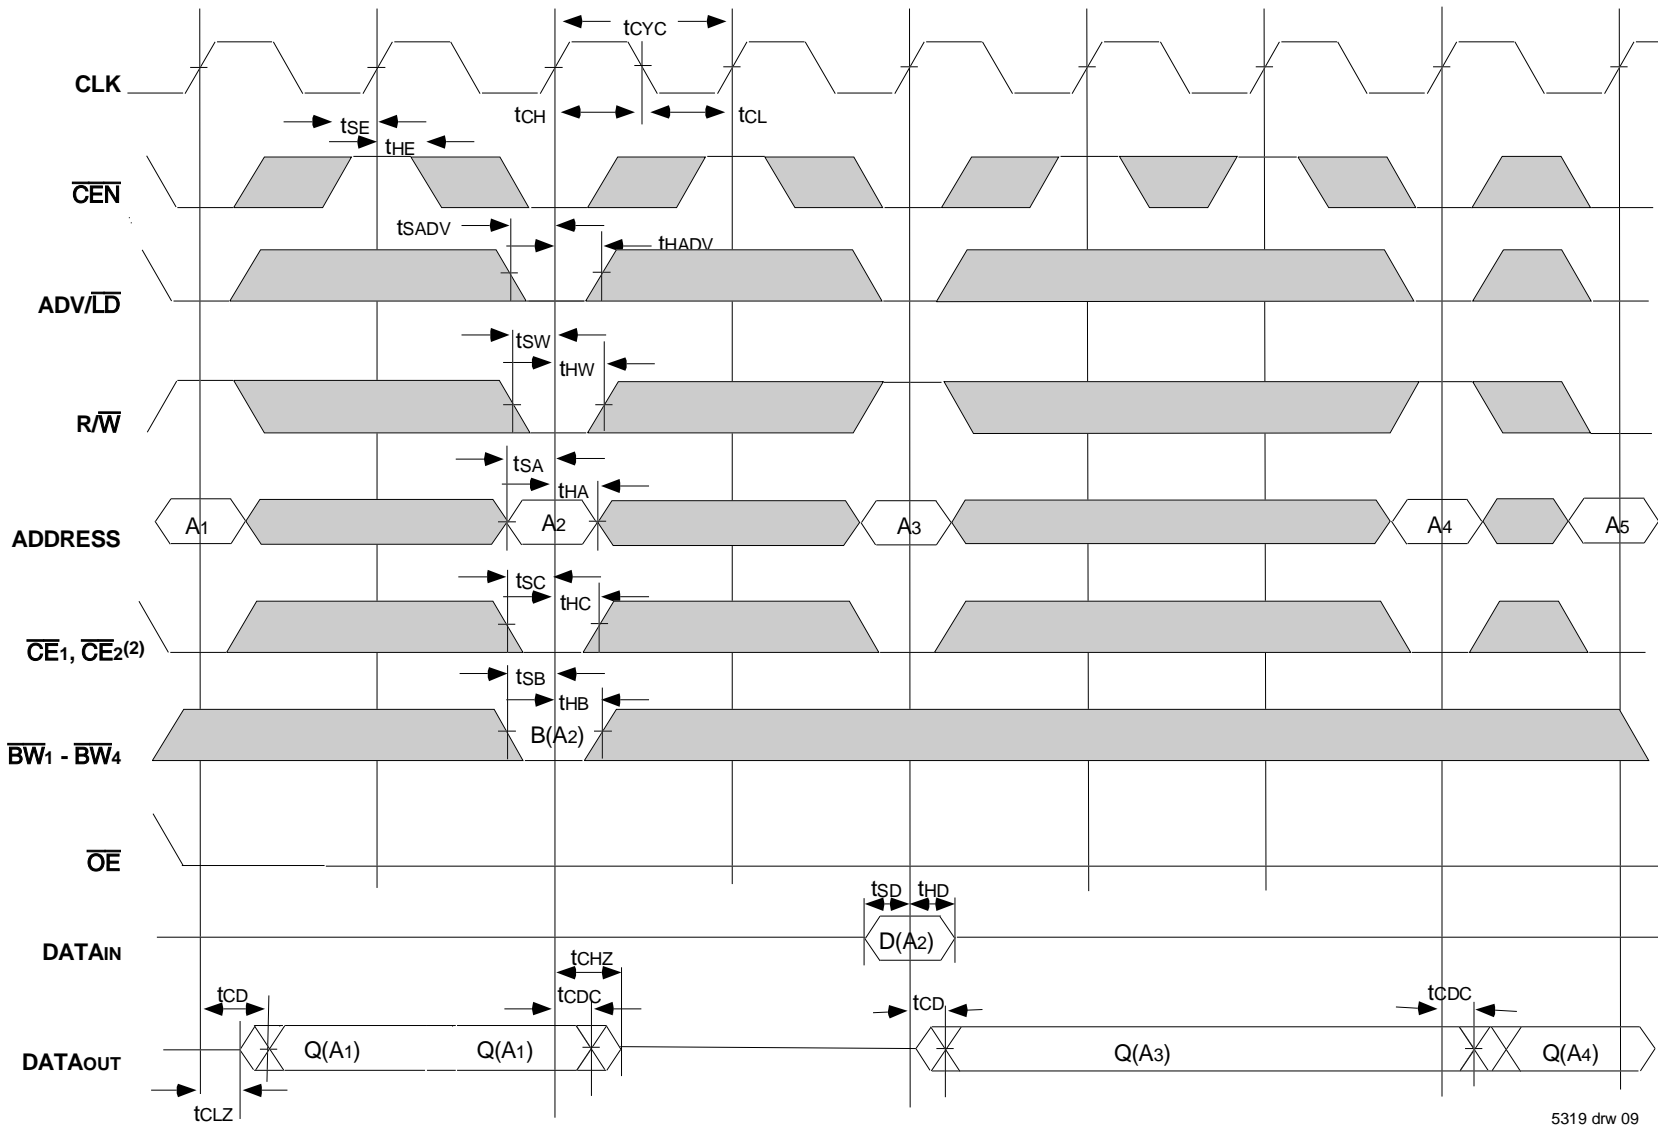 tCYC
CLK
tCH
tCL
tSE
tHE
CEN
tSADV
tHADV
ADV/LD
tSW
tHW
R/W
tSA
tHA
ADDRESS
A1
A2
A3
A4
A5
tSC
tHC
CE1, CE2(2)
tSB
tHB
B(A2)
BW1 - BW4
OE
tSD
tHD
DATAIN
D(A2)
tCHZ
tCD
tCDC
tCD
tCDC
DATAOUT
Q(A1)
Q(A1)
Q(A3)
Q(A4)
tCLZ
5319 drw 09